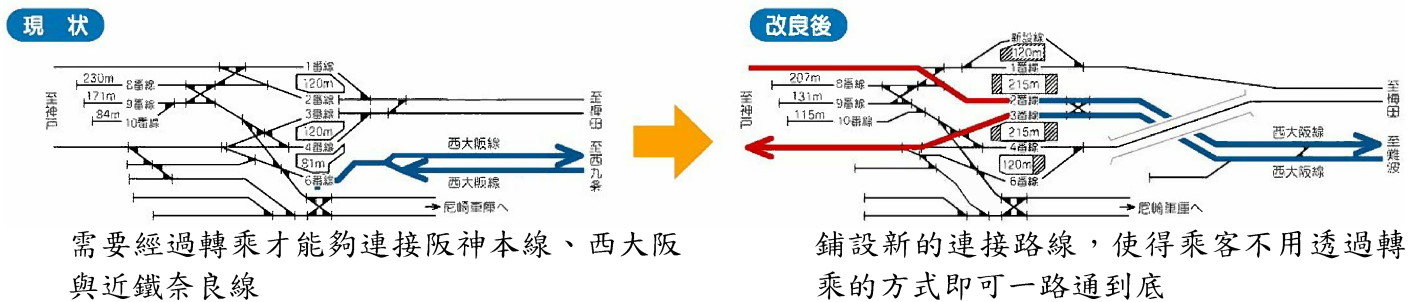 現 状
1番線
120m
2番線
3番線
120m
4番線
81m
6番線
230m
8番線
171m
9番線
84m
10番線
至神戸
至梅田
至西九条
西大阪線
西大阪線
→尼崎車庫へ
需要經過轉乘才能夠連接阪神本線、西大阪
與近鐵奈良線
改良後
新設線
120m
1番線
215m
2番線
3番線
215m
4番線
120m
6番線
207m
8番線
131m
9番線
115m
10番線
至神戸
至梅田
至難波
西大阪線
西大阪線
→尼崎車庫へ
鋪設新的連接路線，使得乘客不用透過轉
乘的方式即可一路通到底